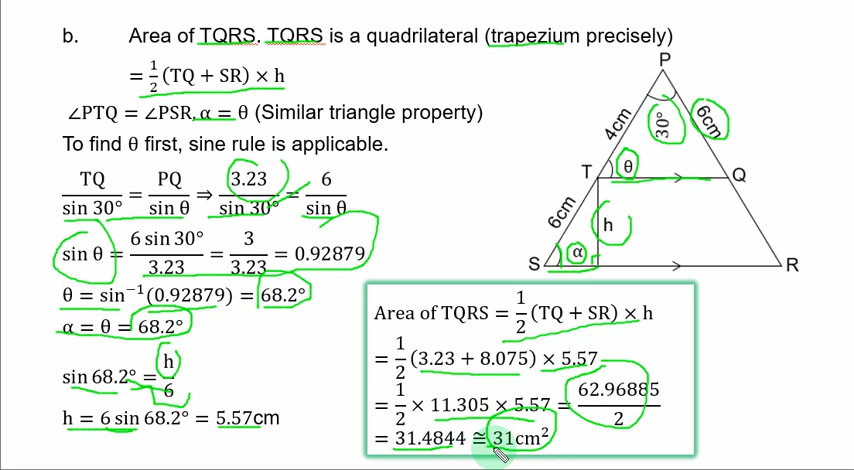 b. Area of TQRS. TQRS is a quadrilateral (trapezium precisely)
= 1/2 (TQ + SR) × h
∠PTQ = ∠PSR, α = θ (Similar triangle property)
To find θ first, sine rule is applicable.
TQ/sin 30° = PQ/sin θ ⇒ 3.23/sin 30° = 6/sin θ
sin θ = 6 sin 30°/3.23 = 3/3.23 = 0.92879
θ = sin⁻¹(0.92879) = 68.2°
α = θ = 68.2°
sin 68.2° = h/6
h = 6 sin 68.2° = 5.57cm
P
4cm
30°
6cm
T
θ
Q
6cm
h
S
α
R
Area of TQRS = 1/2 (TQ + SR) × h
= 1/2 (3.23 + 8.075) × 5.57
= 1/2 × 11.305 × 5.57 = 62.96885/2
= 31.4844 ≅ 31cm²